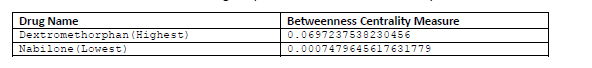 Drug Name Betweenness Centrality Measure
Dextromethorphan(Highest) 0.0697237538230456
Nabilone(Lowest) 0.0007479645617631779